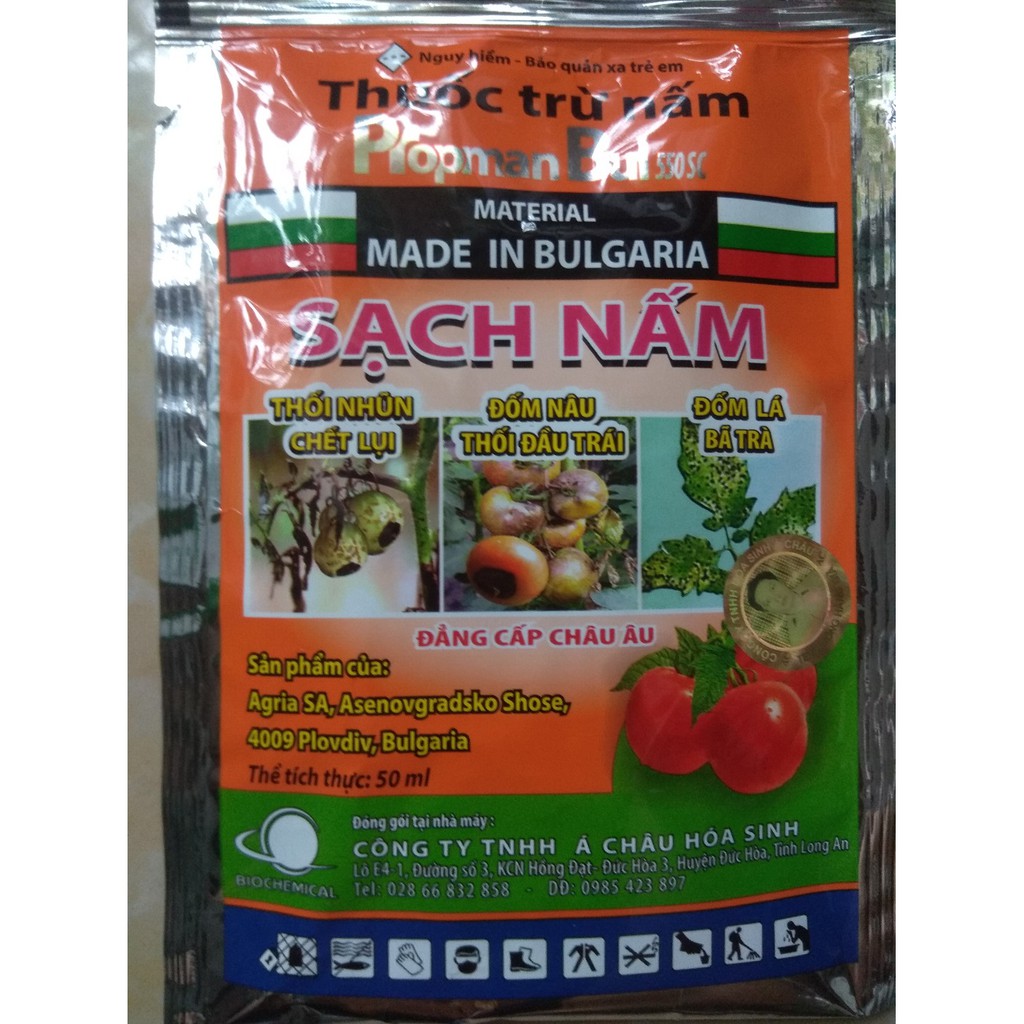 Nguy hiểm - Bảo quản xa trẻ em
Thuốc trừ nấm
Propman Bul 550 SC
MATERIAL
MADE IN BULGARIA
SẠCH NẤM
THỐI NHŨN
CHẾT LỤI
ĐỐM NÂU
THỐI ĐẦU TRÁI
ĐỐM LÁ
BÃ TRÀ
ĐẲNG CẤP CHÂU ÂU
Sản phẩm của:
Agria SA, Asenovgradsko Shose,
4009 Plovdiv, Bulgaria
Thể tích thực: 50 ml
BIOCHEMICAL
Đóng gói tại nhà máy :
CÔNG TY TNHH Á CHÂU HÓA SINH
Lô E4-1, Đường số 3, KCN Hồng Đạt- Đức Hòa 3, Huyện Đức Hòa, Tỉnh Long An
Tel: 028 66 832 858 - DĐ: 0985 423 897